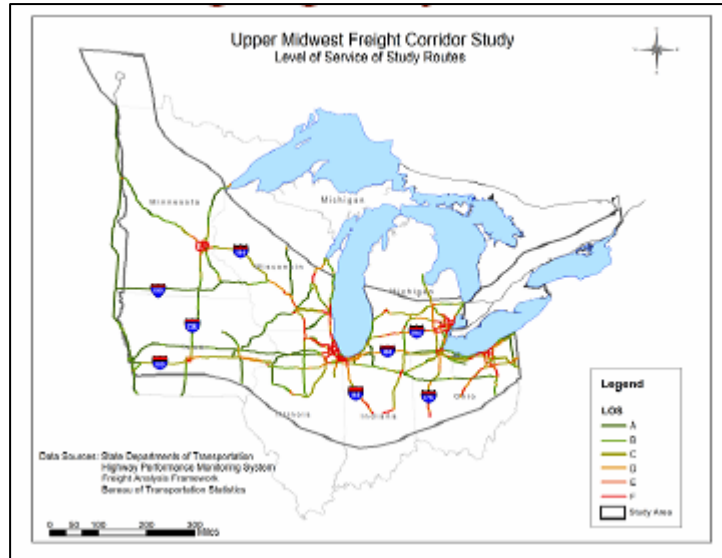 Upper Midwest Freight Corridor Study
Level of Service of Study Routes
Minnesota
Michigan
Wisconsin
Michigan
Illinois
Indiana
Ohio
Legend
LOS
A
B
C
D
E
F
Study Area
Data Sources: State Departments of Transportation
Highway Performance Monitoring System
Freight Analysis Framework
Bureau of Transportation Statistics
0 50 100 200 300
Miles